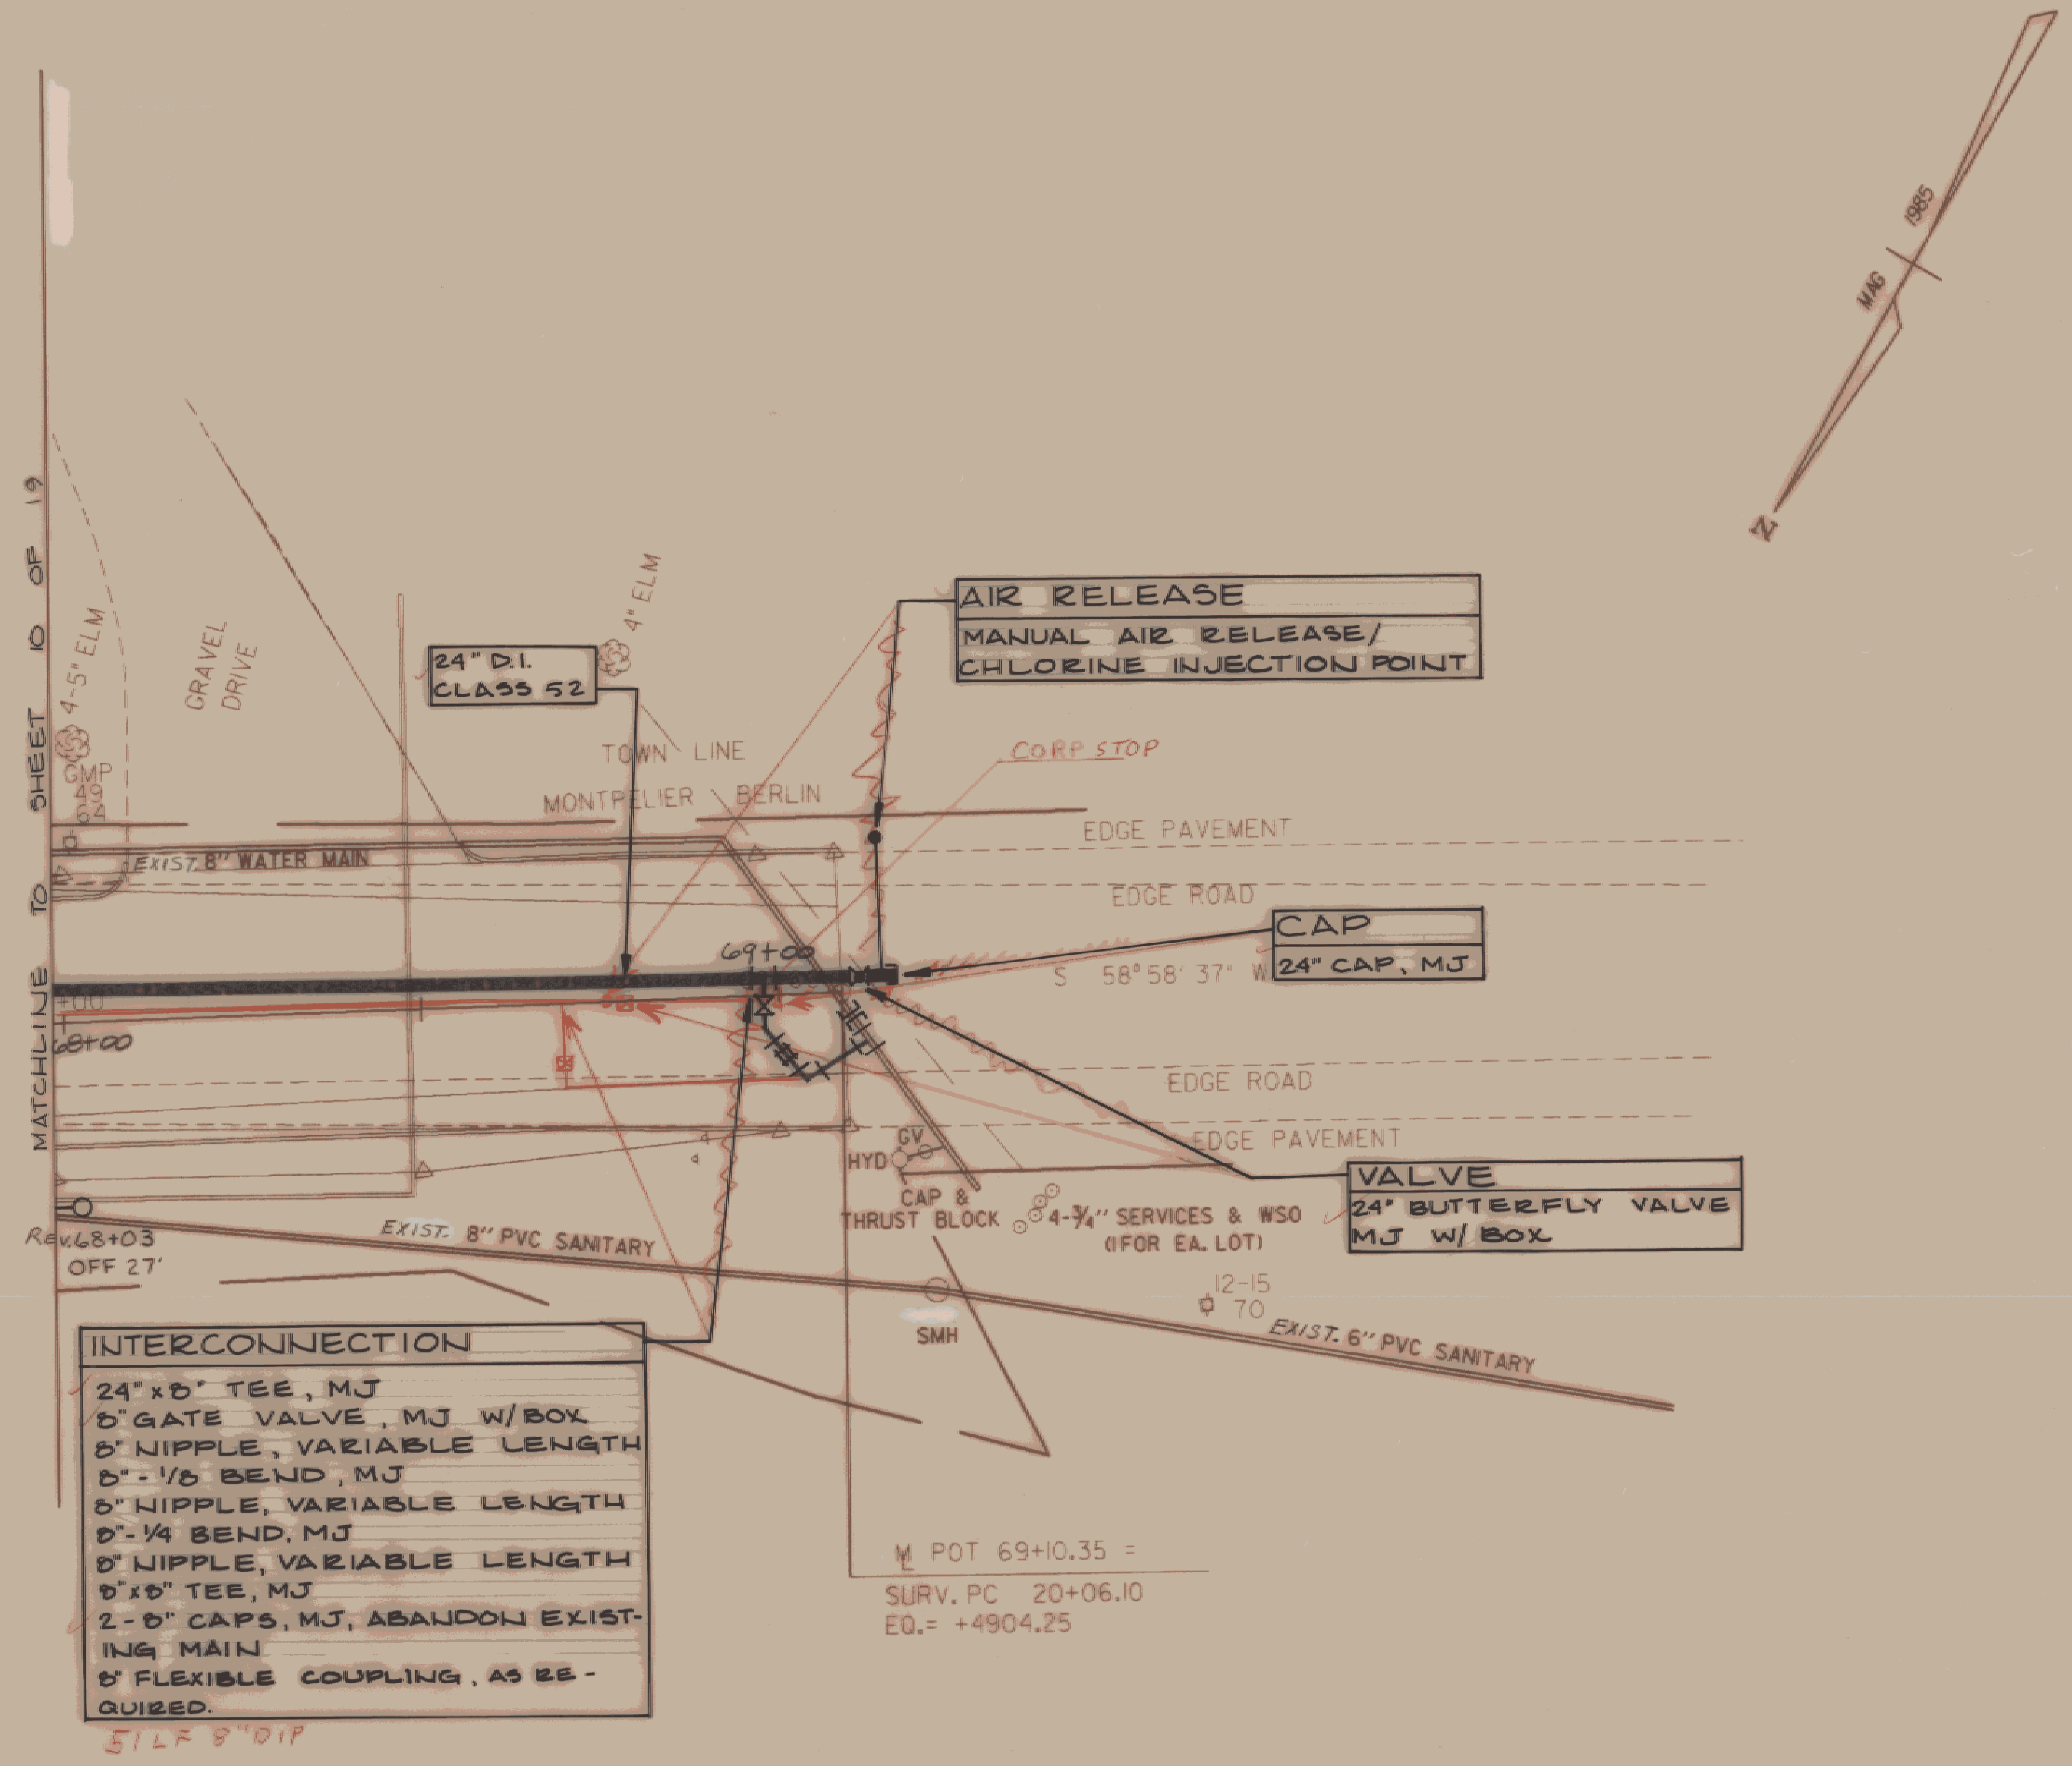 1985
MAG
N
MATCHLINE TO SHEET 10 OF 19
4-5" ELM
GRAVEL
DRIVE
4" ELM
24" D.I.
CLASS 52
AIR RELEASE
MANUAL AIR RELEASE/
CHLORINE INJECTION POINT
TOWN LINE
CORP STOP
GMP
49
64
MONTPELIER BERLIN
EDGE PAVEMENT
EXIST. 8" WATER MAIN
EDGE ROAD
CAP
24" CAP, MJ
69+00
S 58° 58' 37" W
+00
68+00
EDGE ROAD
EDGE PAVEMENT
GV
HYD
CAP &
THRUST BLOCK
4-3/4" SERVICES & WSO
(1 FOR EA. LOT)
VALVE
24" BUTTERFLY VALVE
MJ W/ BOX
REV. 68+03
OFF 27'
EXIST. 8" PVC SANITARY
12-15
70
SMH
EXIST. 6" PVC SANITARY
INTERCONNECTION
24" x 8" TEE, MJ
8" GATE VALVE, MJ W/ BOX
8" NIPPLE, VARIABLE LENGTH
8" - 1/8 BEND, MJ
8" NIPPLE, VARIABLE LENGTH
8" - 1/4 BEND, MJ
8" NIPPLE, VARIABLE LENGTH
8" x 8" TEE, MJ
2 - 8" CAPS, MJ, ABANDON EXIST-
ING MAIN
8" FLEXIBLE COUPLING, AS RE-
QUIRED.
51 LF 8" DIP
ML POT 69+10.35 =
SURV. PC 20+06.10
EQ.= +4904.25